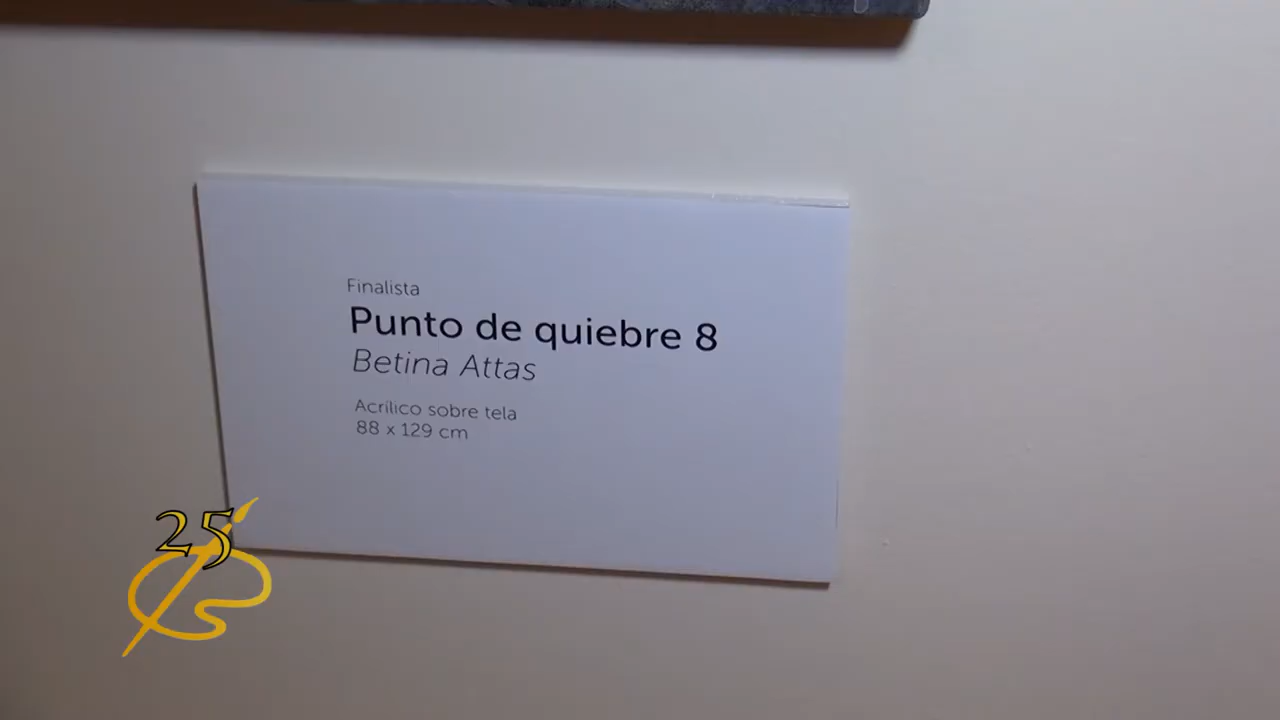 Finalista
Punto de quiebre 8
Betina Attas
Acrílico sobre tela
88 x 129 cm
25